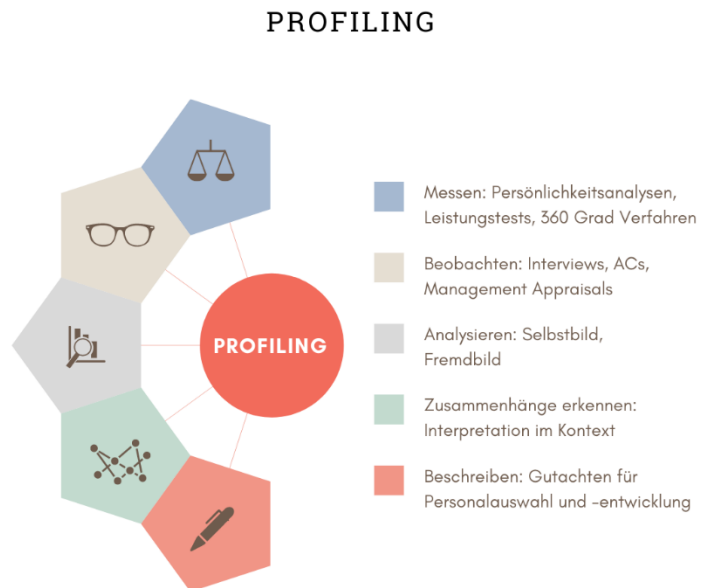 PROFILING
PROFILING
Messen: Persönlichkeitsanalysen,
Leistungstests, 360 Grad Verfahren
Beobachten: Interviews, ACs,
Management Appraisals
Analysieren: Selbstbild,
Fremdbild
Zusammenhänge erkennen:
Interpretation im Kontext
Beschreiben: Gutachten für
Personalauswahl und -entwicklung